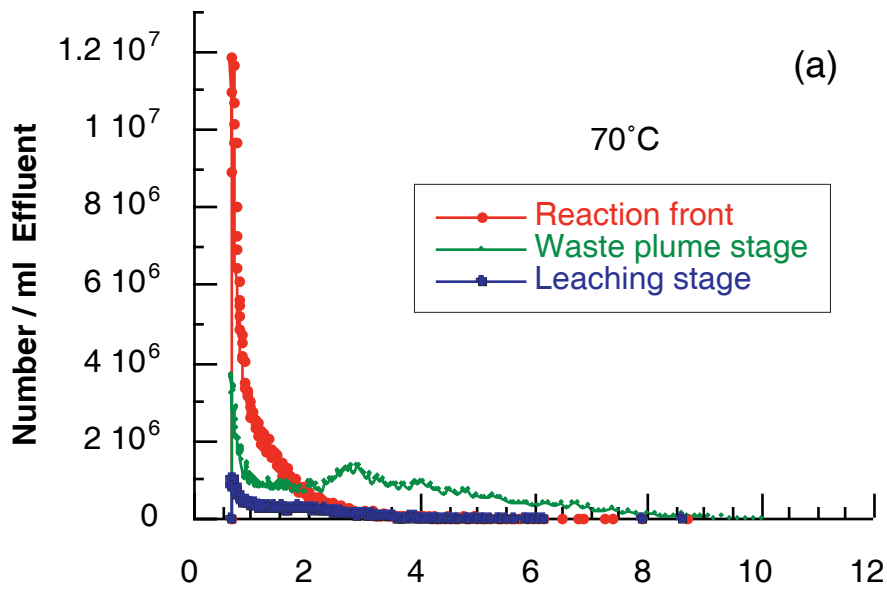 1.2 10⁷
(a)
1 10⁷
70˚C
8 10⁶
Reaction front
Waste plume stage
6 10⁶
Leaching stage
4 10⁶
2 10⁶
0
Number / ml Effluent
0 2 4 6 8 10 12